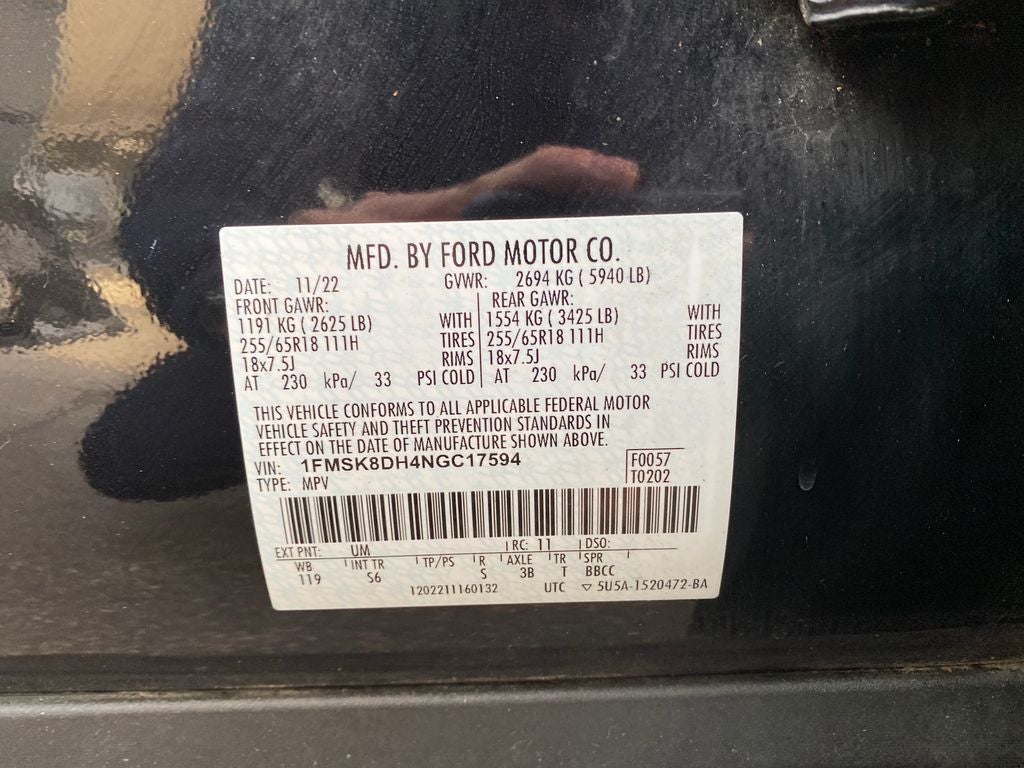 MFD. BY FORD MOTOR CO.
DATE: 11/22 GVWR: 2694 KG ( 5940 LB)
FRONT GAWR: REAR GAWR:
1191 KG ( 2625 LB) WITH 1554 KG ( 3425 LB) WITH
255/65R18 111H TIRES 255/65R18 111H TIRES
18x7.5J RIMS 18x7.5J RIMS
AT 230 kPa/ 33 PSI COLD AT 230 kPa/ 33 PSI COLD
THIS VEHICLE CONFORMS TO ALL APPLICABLE FEDERAL MOTOR
VEHICLE SAFETY AND THEFT PREVENTION STANDARDS IN
EFFECT ON THE DATE OF MANUFACTURE SHOWN ABOVE.
VIN: 1FMSK8DH4NGC17594 F0057
TYPE: MPV T0202
EXT PNT: UM RC: 11 DSO:
WB INT TR TP/PS R AXLE TR SPR
119 S6 S 3B T BBCC
1202211160132 UTC ▽ 5U5A-1520472-BA